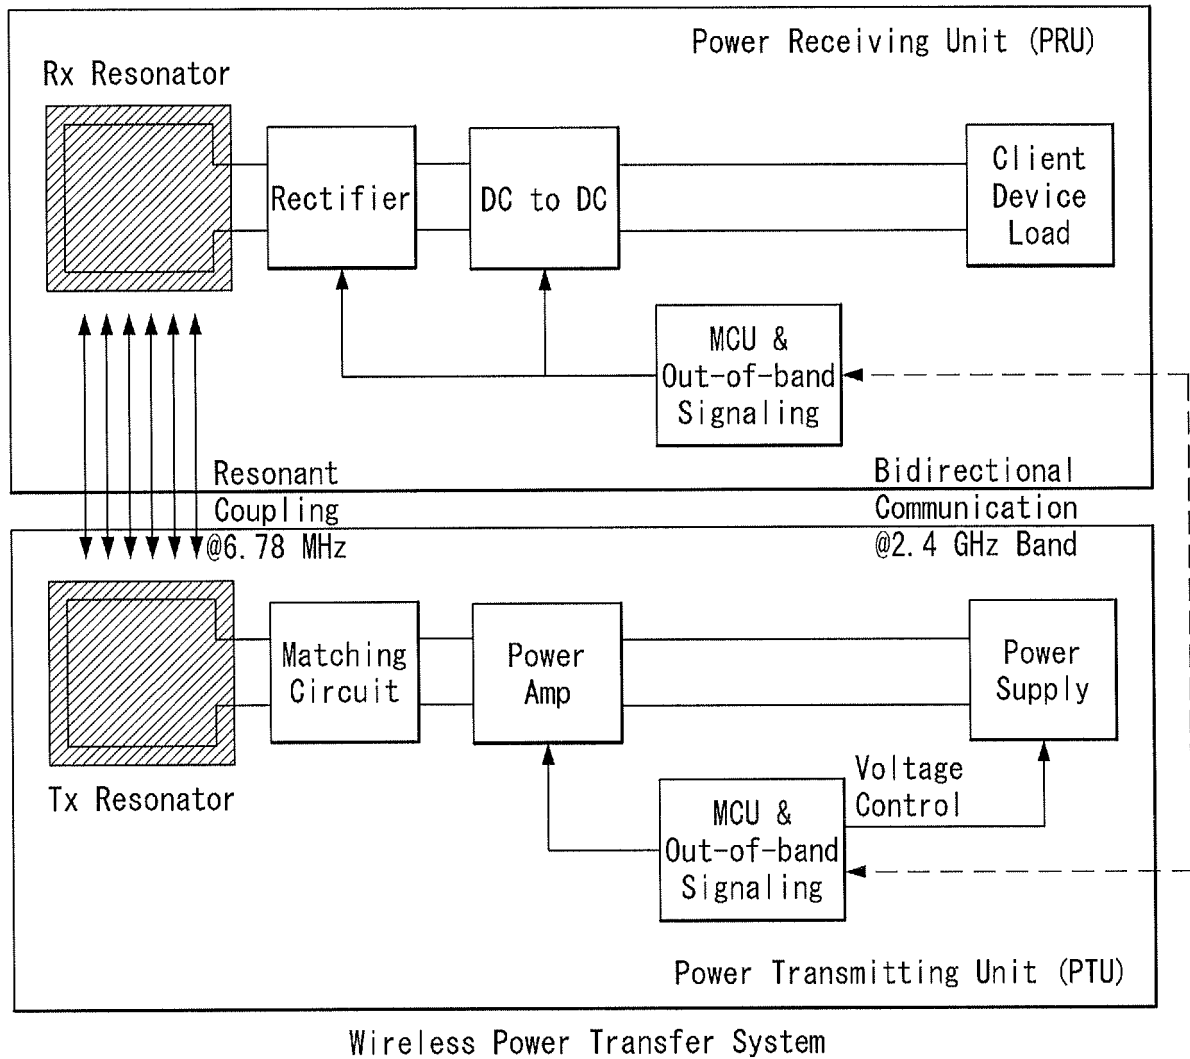 Power Receiving Unit (PRU)
Rx Resonator
Rectifier
DC to DC
Client
Device
Load
MCU &
Out-of-band
Signaling
Resonant
Coupling
@6.78 MHz
Bidirectional
Communication
@2.4 GHz Band
Matching
Circuit
Power
Amp
Power
Supply
Tx Resonator
Voltage
Control
MCU &
Out-of-band
Signaling
Power Transmitting Unit (PTU)
Wireless Power Transfer System